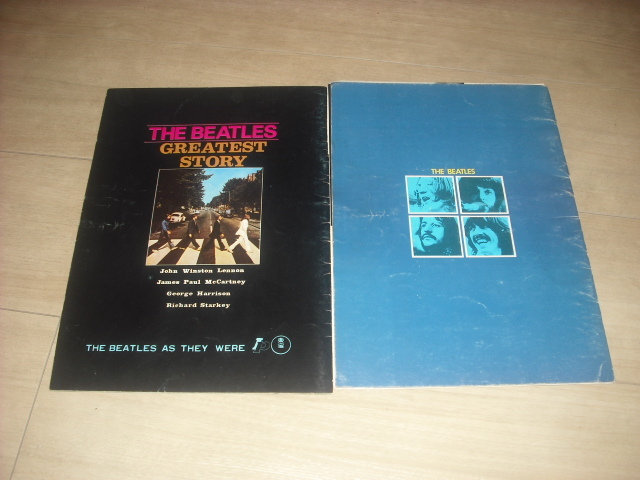 THE BEATLES
GREATEST
STORY
John Winston Lennon
James Paul McCartney
George Harrison
Richard Starkey
THE BEATLES AS THEY WERE
THE BEATLES